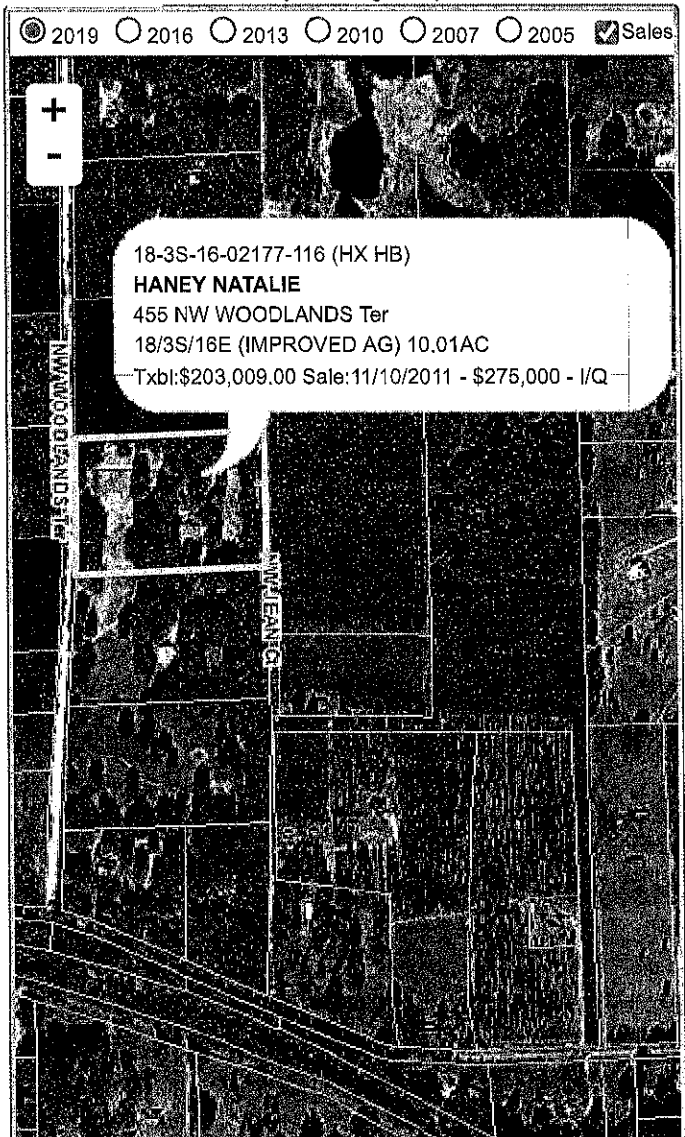 2019 2016 2013 2010 2007 2005 Sales
+
-
18-3S-16-02177-116 (HX HB)
HANEY NATALIE
455 NW WOODLANDS Ter
18/3S/16E (IMPROVED AG) 10.01AC
Txbl:$203,009.00 Sale:11/10/2011 - $275,000 - I/Q
NW WOODLANDS Ter
NW JEAN Ct